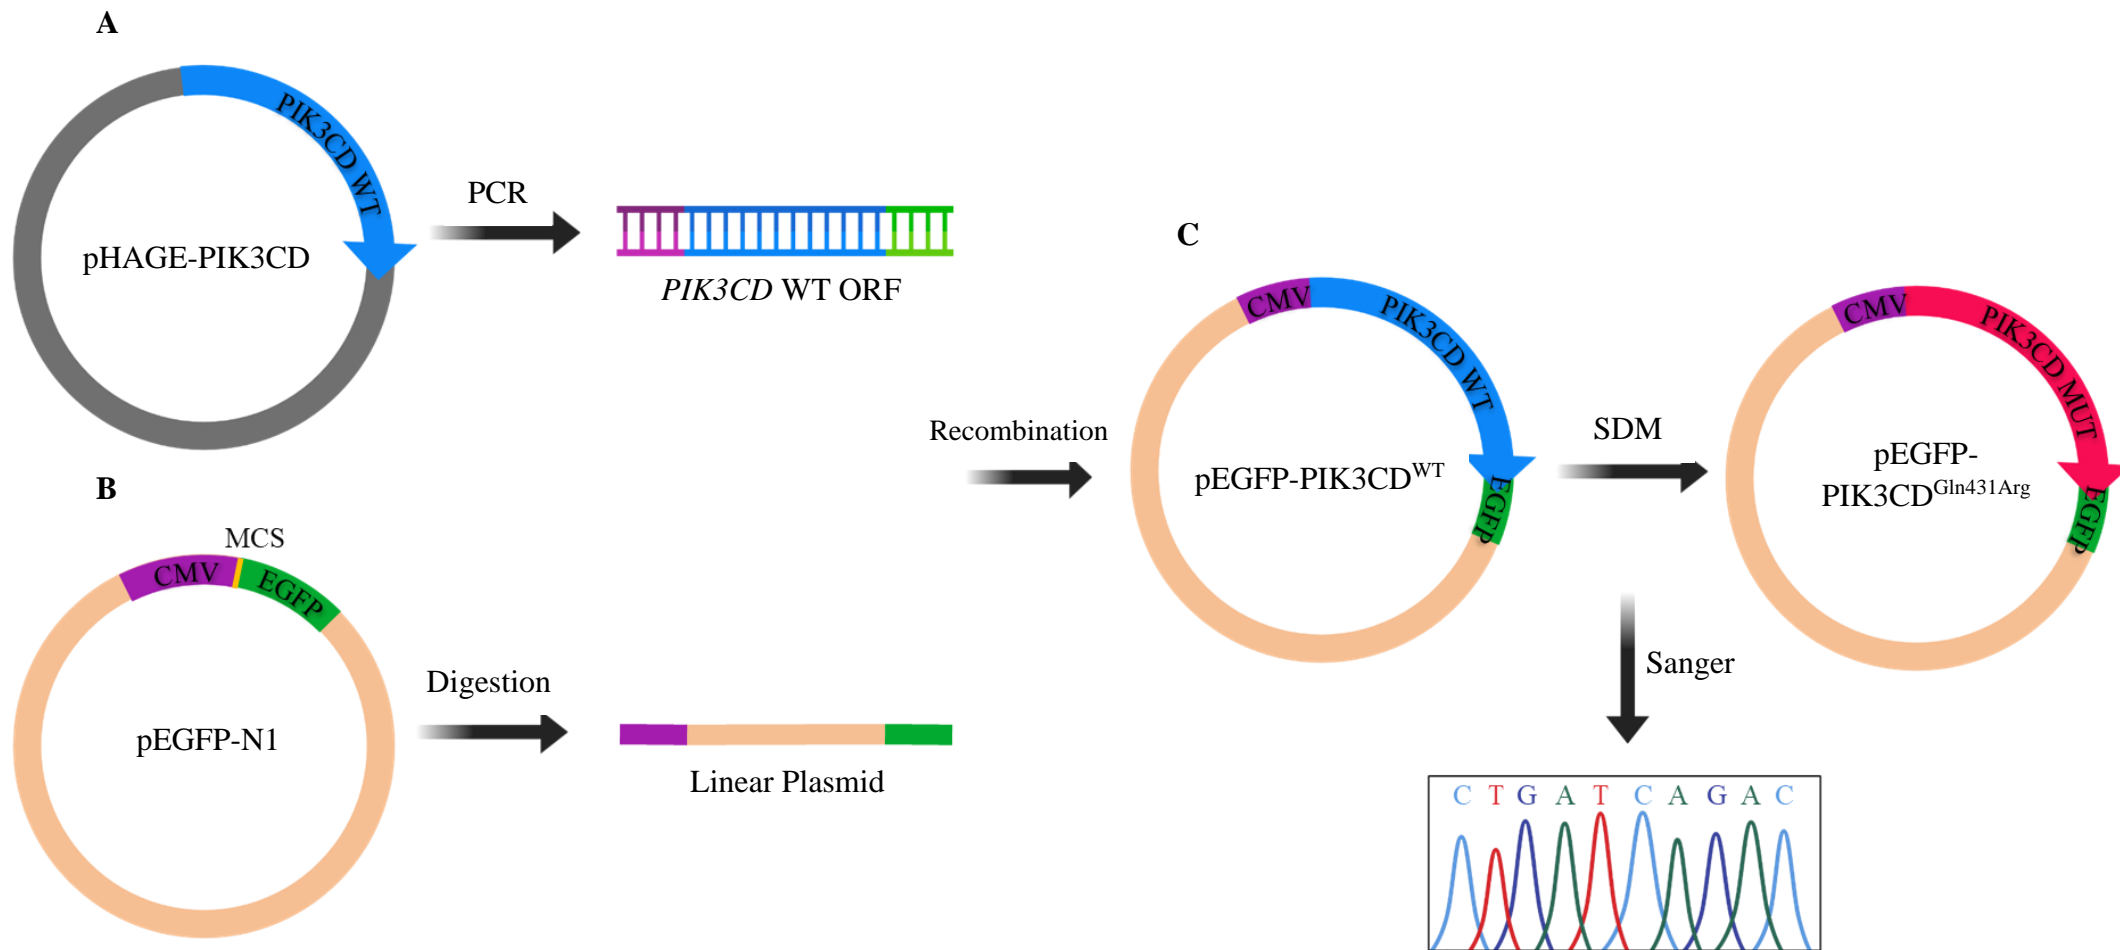 A
PIK3CD WT
pHAGE-PIK3CD
PCR
PIK3CD WT ORF
B
MCS
CMV
EGFP
pEGFP-N1
Digestion
Linear Plasmid
Recombination
C
CMV
PIK3CD WT
EGFP
pEGFP-PIK3CDᵂᵀ
SDM
CMV
PIK3CD MUT
EGFP
pEGFP-
PIK3CDGln431Arg
Sanger
C T G A T C A G A C